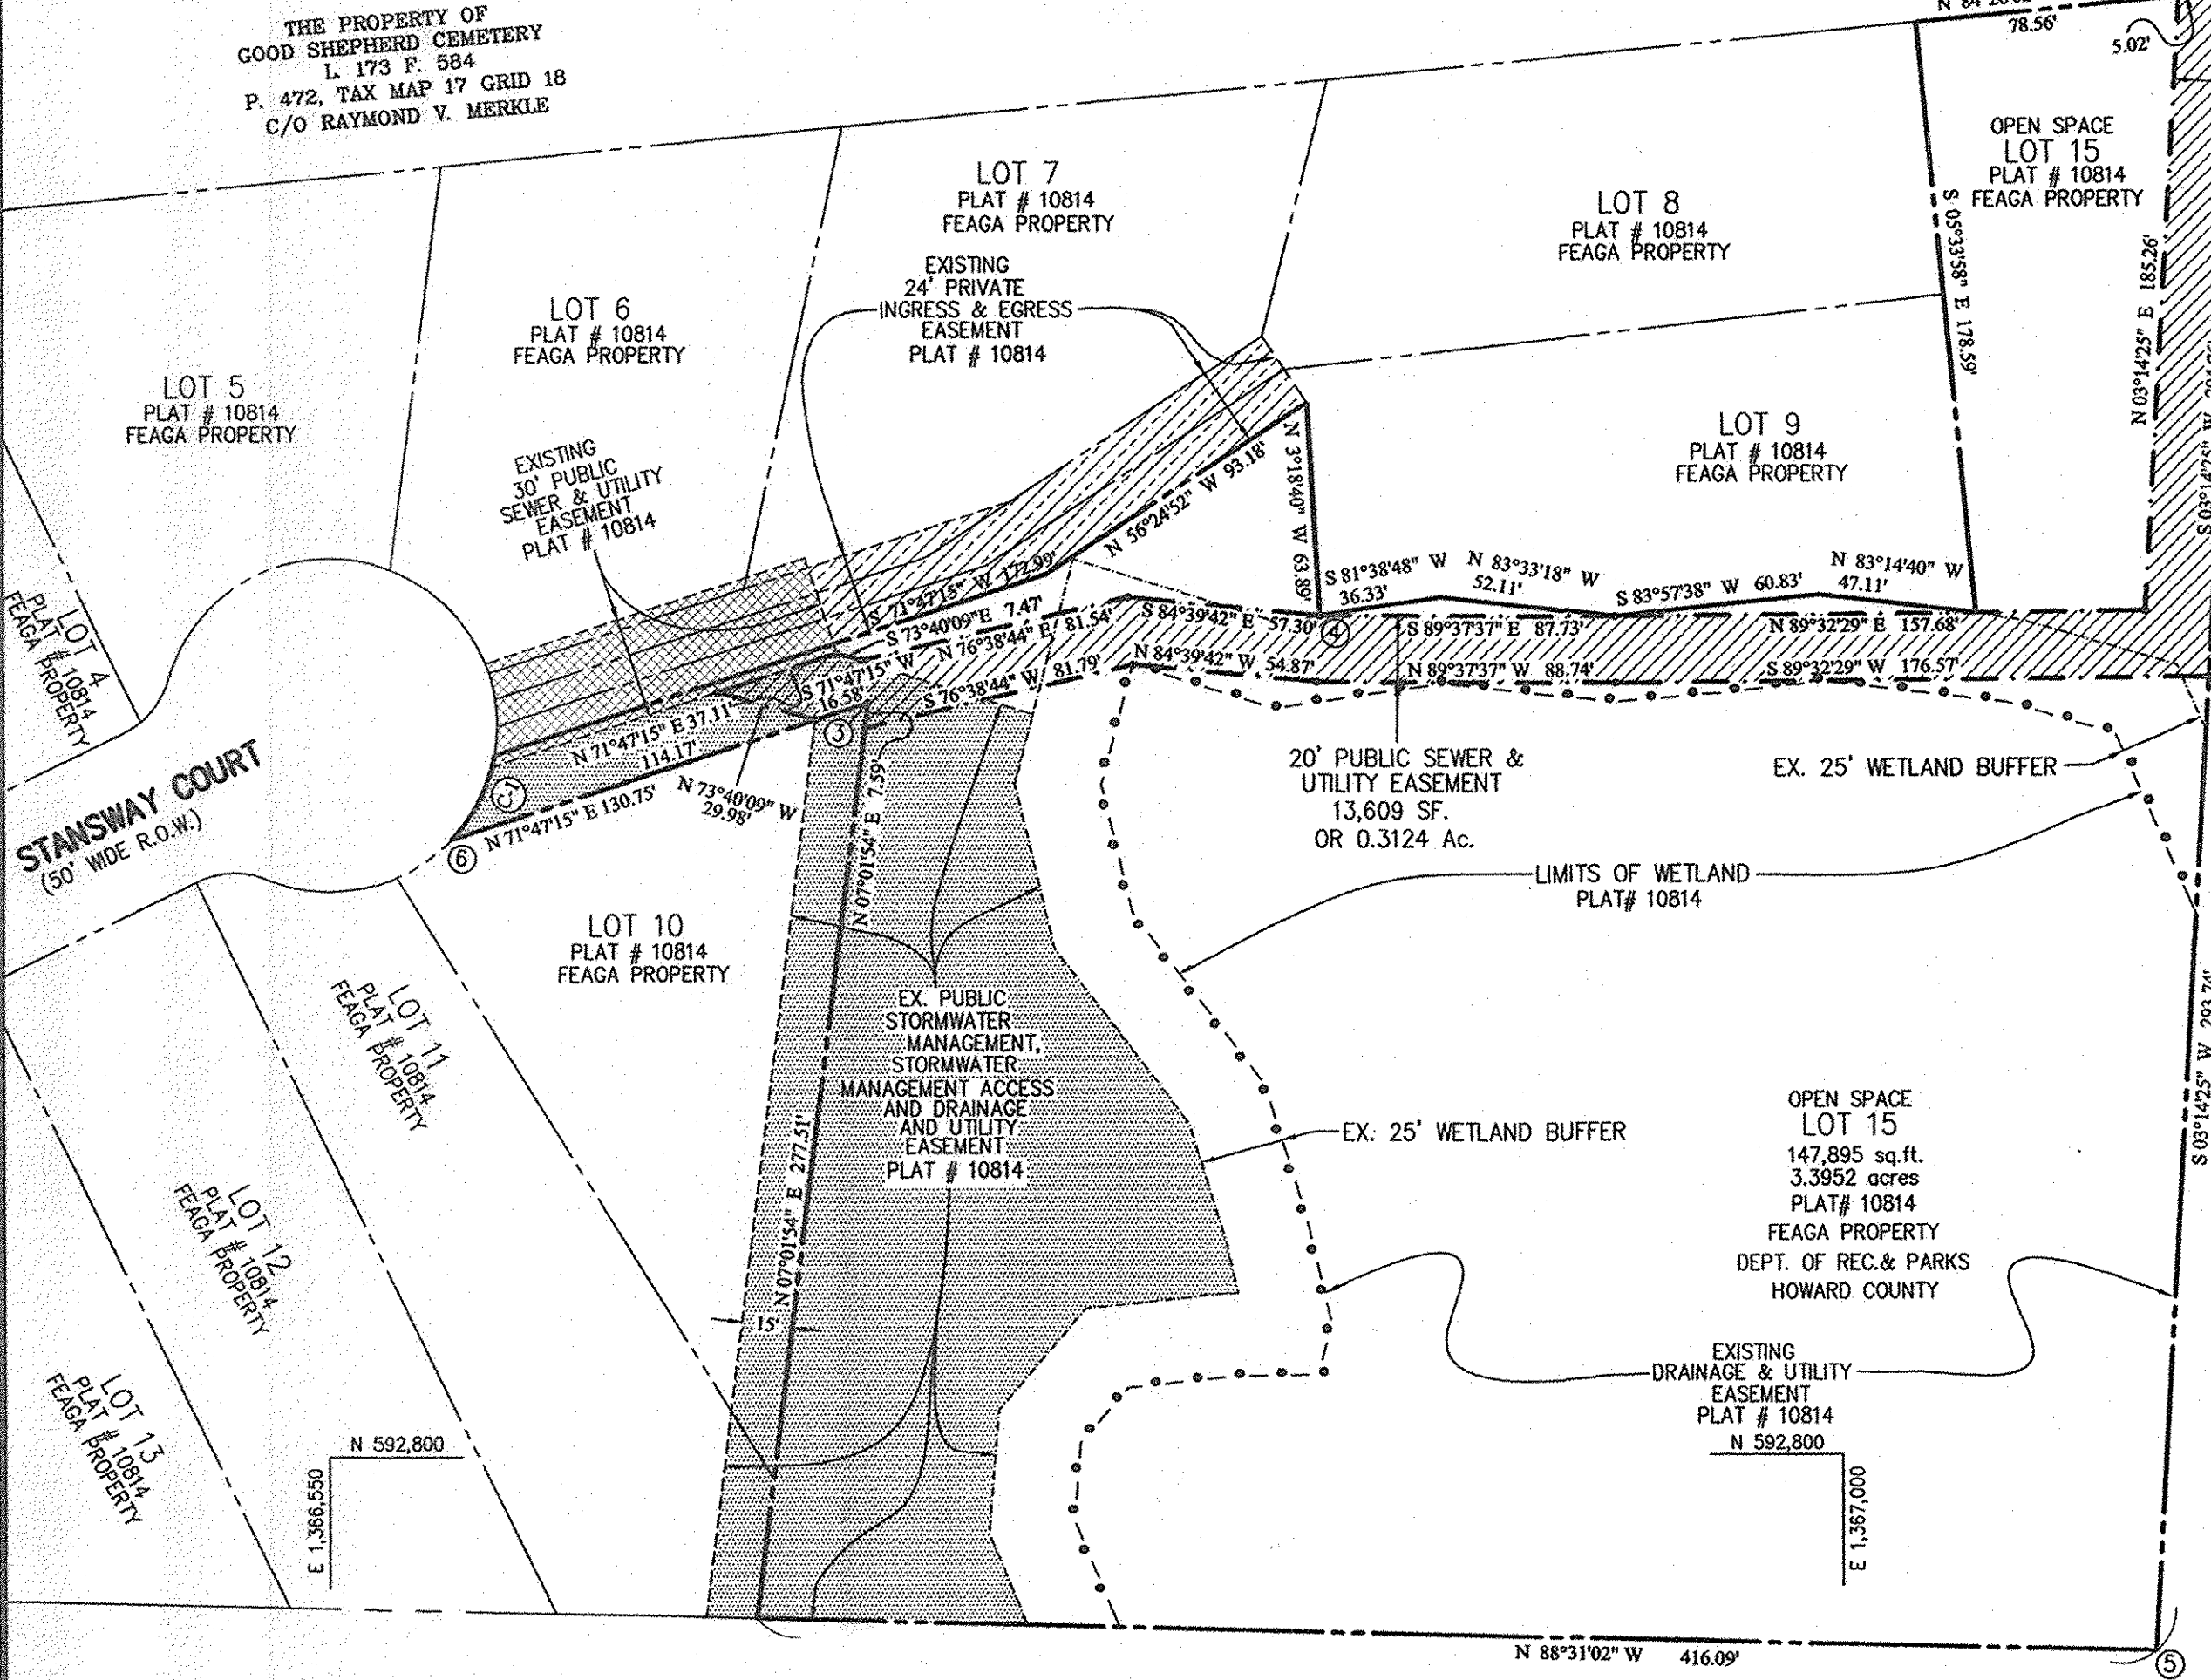 THE PROPERTY OF
GOOD SHEPHERD CEMETERY
L. 173 F. 584
P. 472, TAX MAP 17 GRID 18
C/O RAYMOND V. MERKLE
78.56'
5.02'
OPEN SPACE
LOT 15
PLAT # 10814
FEAGA PROPERTY
LOT 7
PLAT # 10814
FEAGA PROPERTY
LOT 8
PLAT # 10814
FEAGA PROPERTY
S 05°33'58" E 178.59'
N 03°14'25" E 185.26'
S 03°14'25" W
EXISTING
24' PRIVATE
INGRESS & EGRESS
EASEMENT
PLAT # 10814
LOT 6
PLAT # 10814
FEAGA PROPERTY
LOT 5
PLAT # 10814
FEAGA PROPERTY
LOT 9
PLAT # 10814
FEAGA PROPERTY
EXISTING
30' PUBLIC
SEWER & UTILITY
EASEMENT
PLAT # 10814
N 56°24'52" W 93.18'
N 3°18'40" W 63.89'
S 81°38'48" W
36.33'
N 83°33'18" W
52.11'
S 83°57'38" W 60.83'
N 83°14'40" W
47.11'
S 71°47'15" W 172.99'
S 73°40'09"E 7.47'
N 76°38'44" E 81.54'
S 84°39'42" E 57.30'
4
S 89°37'37" E 87.73'
N 89°32'29" E 157.68'
LOT 4
PLAT # 10814
FEAGA PROPERTY
S 71°47'15" W
16.58'
S 76°38'44" W 81.79'
N 84°39'42" W 54.87'
N 89°37'37" W 88.74'
S 89°32'29" W 176.57'
N 71°47'15" E 37.11'
114.17'
3
C-1
N 71°47'15" E 130.75'
N 73°40'09" W
29.98'
N 07°01'54" E 7.59'
6
STANSWAY COURT
(50' WIDE R.O.W.)
20' PUBLIC SEWER &
UTILITY EASEMENT
13,609 SF.
OR 0.3124 Ac.
EX. 25' WETLAND BUFFER
LIMITS OF WETLAND
PLAT# 10814
LOT 10
PLAT # 10814
FEAGA PROPERTY
LOT 11
PLAT # 10814
FEAGA PROPERTY
EX. PUBLIC
STORMWATER
MANAGEMENT,
STORMWATER
MANAGEMENT ACCESS
AND DRAINAGE
AND UTILITY
EASEMENT
PLAT # 10814
N 07°01'54" E 277.51'
15'
EX. 25' WETLAND BUFFER
S 03°14'25" W 293.74'
OPEN SPACE
LOT 15
147,895 sq.ft.
3.3952 acres
PLAT# 10814
FEAGA PROPERTY
DEPT. OF REC.& PARKS
HOWARD COUNTY
LOT 12
PLAT # 10814
FEAGA PROPERTY
EXISTING
DRAINAGE & UTILITY
EASEMENT
PLAT # 10814
LOT 13
PLAT # 10814
FEAGA PROPERTY
N 592,800
E 1,366,550
N 592,800
E 1,367,000
N 88°31'02" W 416.09'
5